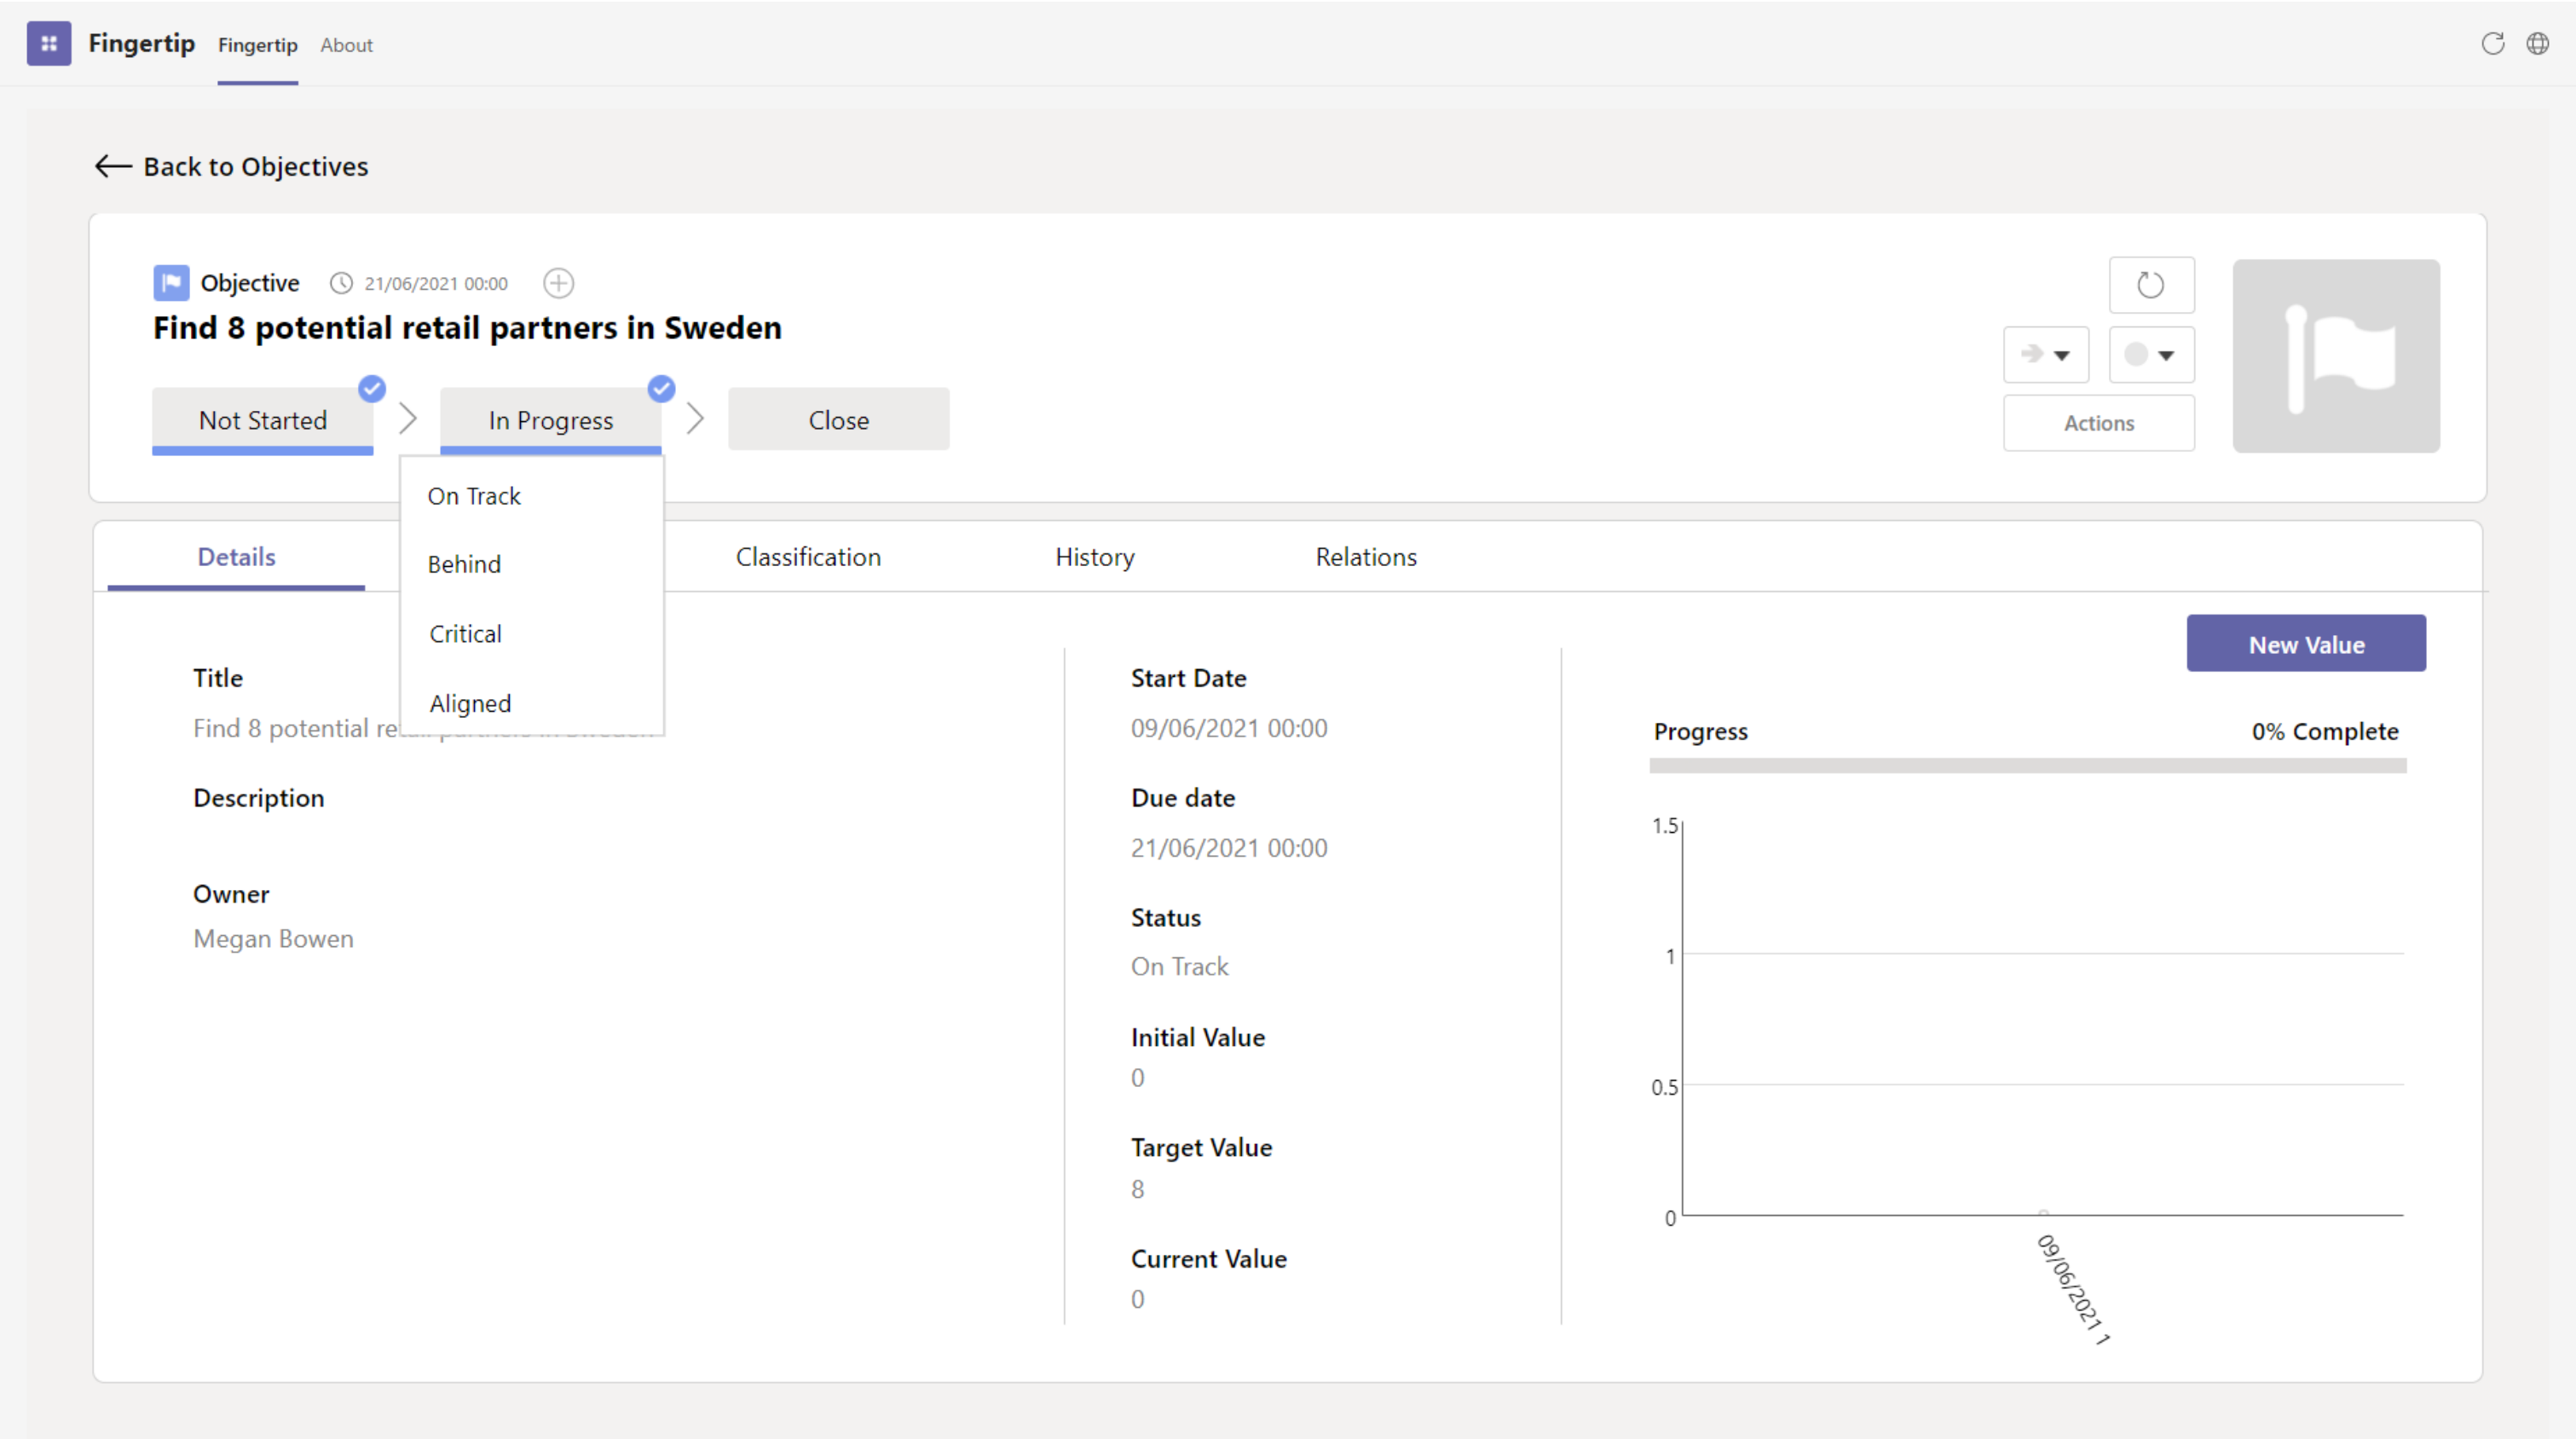 Fingertip Fingertip About
Back to Objectives
Objective 21/06/2021 00:00
Find 8 potential retail partners in Sweden
Not Started In Progress Close
Actions
On Track
Behind
Critical
Aligned
Details Classification History Relations
New Value
Title
Find 8 potential
Description
Owner
Megan Bowen
Start Date
09/06/2021 00:00
Due date
21/06/2021 00:00
Status
On Track
Initial Value
0
Target Value
8
Current Value
0
Progress 0% Complete
1.5
1
0.5
0
09/06/2021 1